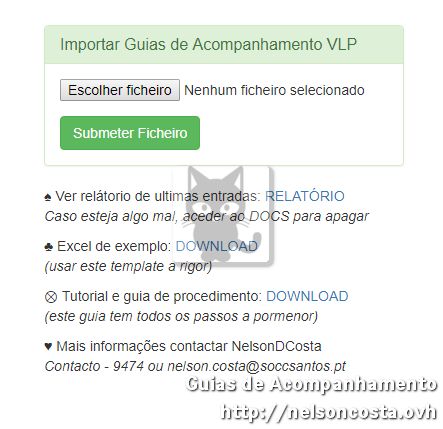 Importar Guias de Acompanhamento VLP
Escolher ficheiro Nenhum ficheiro selecionado
Submeter Ficheiro
♠ Ver relátorio de ultimas entradas: RELATÓRIO
Caso esteja algo mal, aceder ao DOCS para apagar
♣ Excel de exemplo: DOWNLOAD
(usar este template a rigor)
⊗ Tutorial e guia de procedimento: DOWNLOAD
(este guia tem todos os passos a pormenor)
♥ Mais informações contactar NelsonDCosta
Contacto - 9474 ou nelson.costa@soccsantos.pt
Guias de Acompanhamento
http://nelsoncosta.ovh